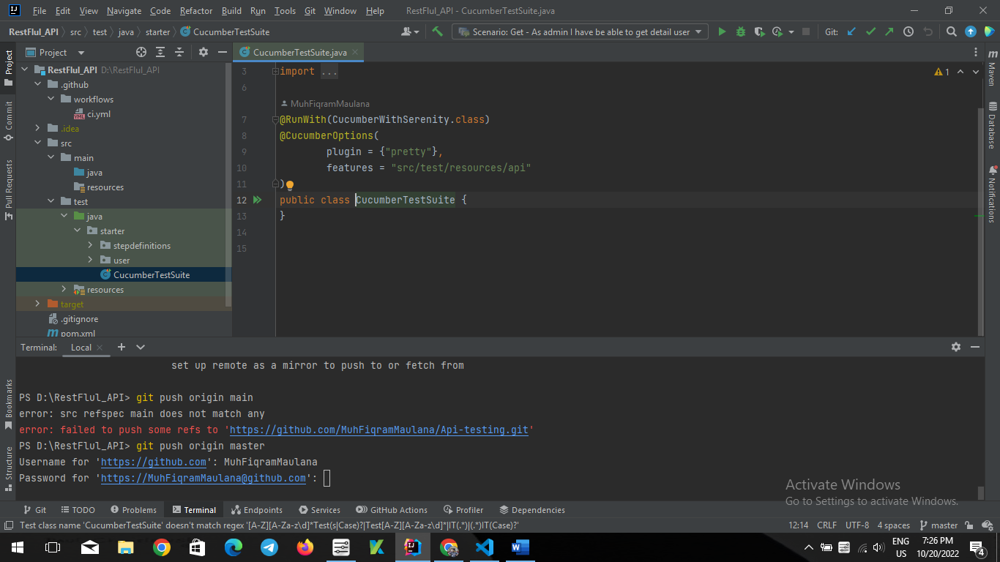 File Edit View Navigate Code Refactor Build Run Tools Git Window Help RestFlul_API - CucumberTestSuite.java
RestFlul_API src test java starter CucumberTestSuite Scenario: Get - As admin I have be able to get detail user Git:
Project
CucumberTestSuite.java
RestFlul_API D:\RestFlul_API
.github
workflows
ci.yml
.idea
src
main
java
resources
test
java
starter
stepdefinitions
user
CucumberTestSuite
resources
target
.gitignore
pom.xml
3 import ...
6
MuhFiqramMaulana
7 @RunWith(CucumberWithSerenity.class)
8 @CucumberOptions(
9 plugin = {"pretty"},
10 features = "src/test/resources/api"
11 )
12 public class CucumberTestSuite {
13 }
14
15
1
Project
Commit
Pull Requests
Bookmarks
Structure
Maven
Database
Notifications
Terminal: Local
set up remote as a mirror to push to or fetch from
PS D:\RestFlul_API> git push origin main
error: src refspec main does not match any
error: failed to push some refs to 'https://github.com/MuhFiqramMaulana/Api-testing.git'
PS D:\RestFlul_API> git push origin master
Username for 'https://github.com': MuhFiqramMaulana
Password for 'https://MuhFiqramMaulana@github.com':
Activate Windows
Go to Settings to activate Windows.
Git TODO Problems Terminal Endpoints Services GitHub Actions Profiler Dependencies
Test class name 'CucumberTestSuite' doesn't match regex '[A-Z][A-Za-z\d]*Test(s|Case)?|Test[A-Z][A-Za-z\d]*|IT(.*)|(.*)IT(Case)?' 12:14 CRLF UTF-8 4 spaces master
ENG
US
7:26 PM
10/20/2022
4